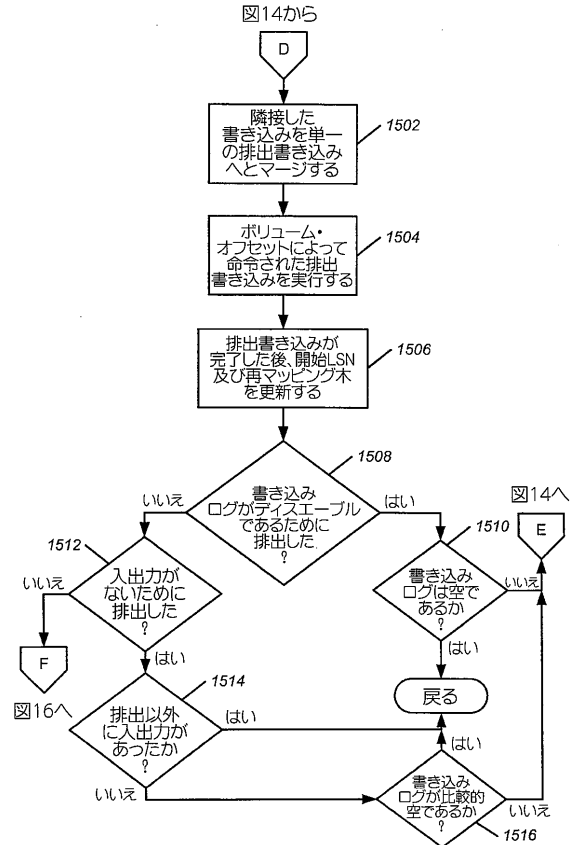 図14から
D
隣接した
書き込みを単一
の排出書き込み
へとマージする
1502
ボリューム・
オフセットによって
命令された排出
書き込みを実行する
1504
排出書き込みが
完了した後、開始LSN
及び再マッピング木
を更新する
1506
書き込み
ログがディスエーブル
であるために
排出した
?
1508
いいえ
はい
図14へ
E
1510
書き込み
ログは空で
あるか
?
いいえ
はい
1512
入出力が
ないために
排出した
?
いいえ
はい
F
図16へ
戻る
1514
排出以外
に入出力が
あったか
?
はい
いいえ
はい
書き込み
ログが比較的
空であるか
?
いいえ
1516